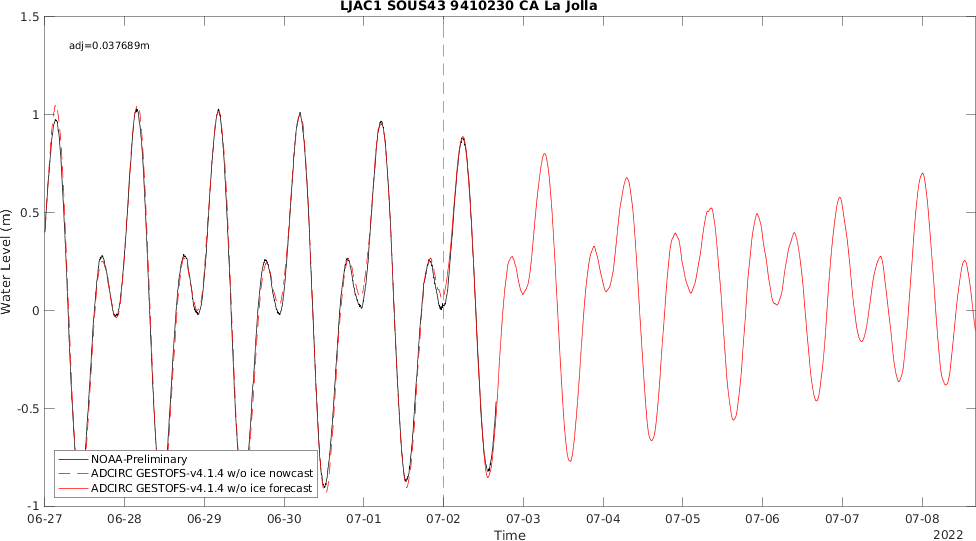 LJAC1 SOUS43 9410230 CA La Jolla
adj=0.037689m
Water Level (m)
1.5
1
0.5
0
-0.5
-1
NOAA-Preliminary
ADCIRC GESTOFS-v4.1.4 w/o ice nowcast
ADCIRC GESTOFS-v4.1.4 w/o ice forecast
06-27 06-28 06-29 06-30 07-01 07-02 07-03 07-04 07-05 07-06 07-07 07-08
Time
2022